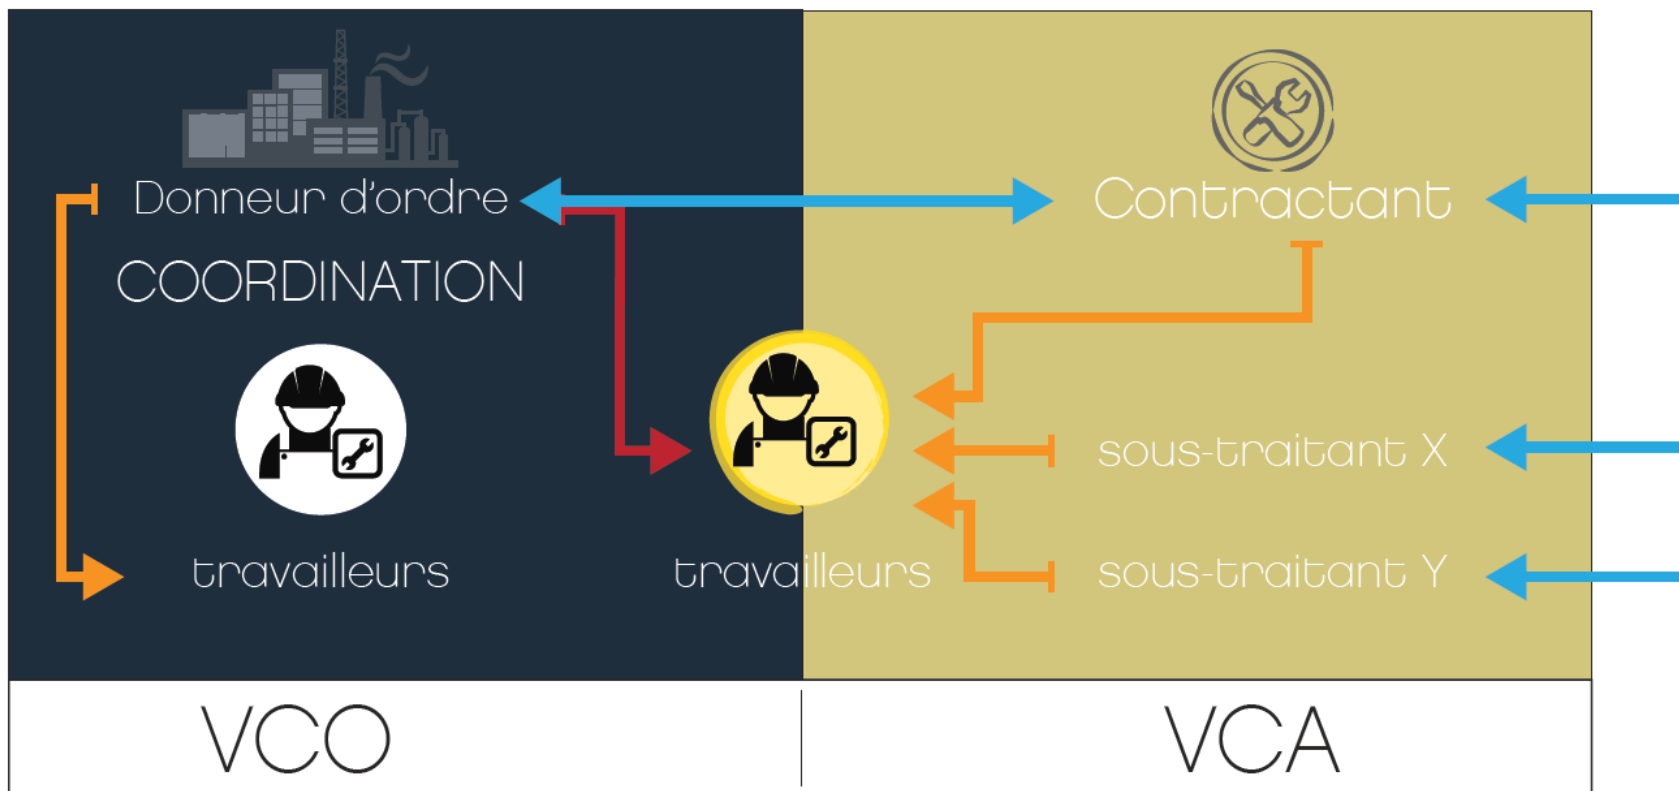 Donneur d'ordre
Contractant
COORDINATION
sous-traitant X
travailleurs
travailleurs
sous-traitant Y
VCO
VCA